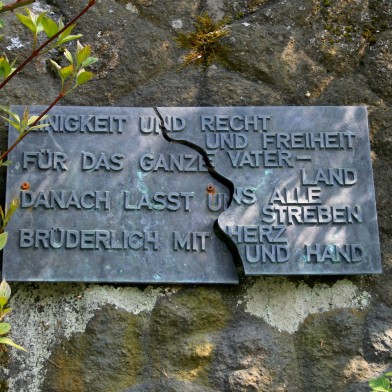 EINIGKEIT UND RECHT
UND FREIHEIT
FÜR DAS GANZE VATER–
LAND
DANACH LASST UNS ALLE
STREBEN
BRÜDERLICH MIT HERZ
UND HAND